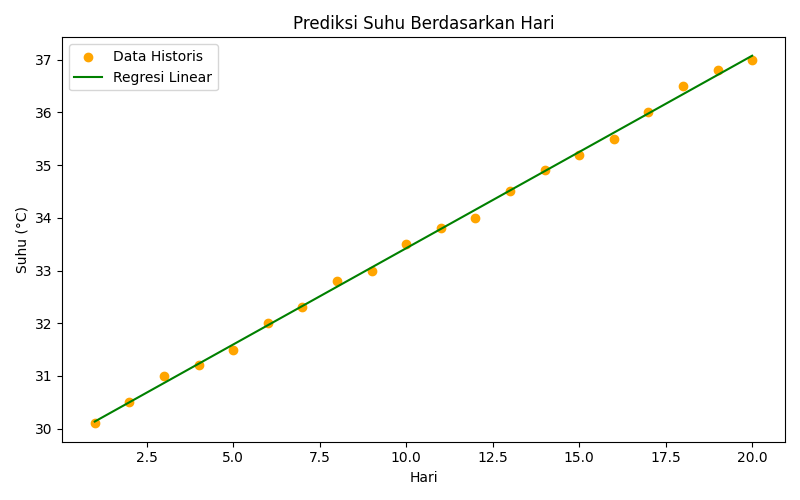 Prediksi Suhu Berdasarkan Hari
Data Historis
Regresi Linear
Suhu (°C)
37
36
35
34
33
32
31
30
2.5 5.0 7.5 10.0 12.5 15.0 17.5 20.0
Hari